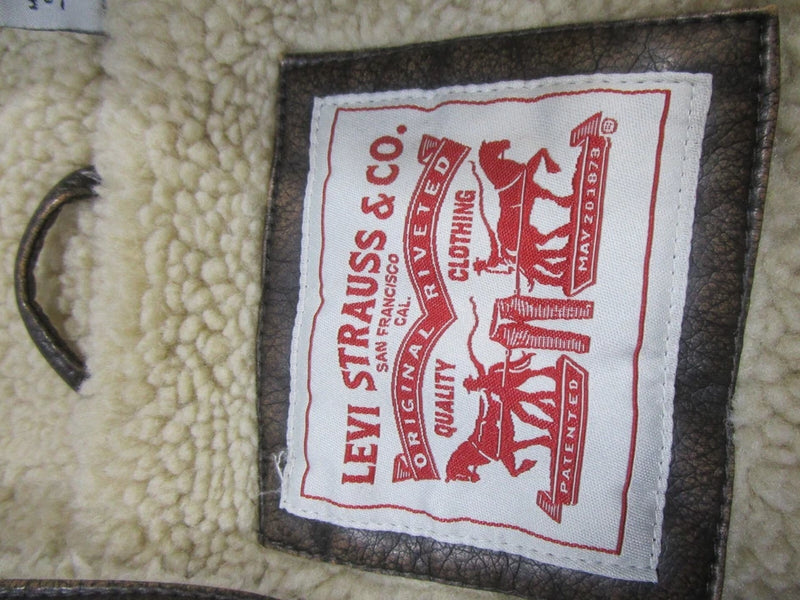 LEVI STRAUSS & CO.
SAN FRANCISCO
CAL.
ORIGINAL RIVETED
QUALITY CLOTHING
PATENTED MAY 20 1873 ®